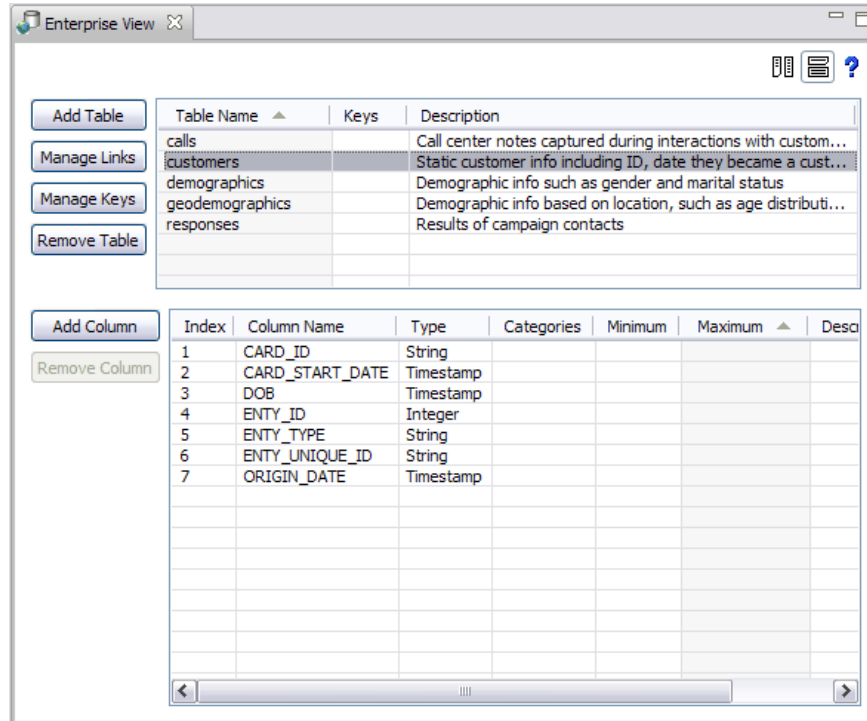 Enterprise View
?
Add Table
Manage Links
Manage Keys
Remove Table
Table Name Keys Description
calls Call center notes captured during interactions with custom...
customers Static customer info including ID, date they became a cust...
demographics Demographic info such as gender and marital status
geodemographics Demographic info based on location, such as age distributi...
responses Results of campaign contacts
Add Column
Remove Column
Index Column Name Type Categories Minimum Maximum Descr
1 CARD_ID String
2 CARD_START_DATE Timestamp
3 DOB Timestamp
4 ENTY_ID Integer
5 ENTY_TYPE String
6 ENTY_UNIQUE_ID String
7 ORIGIN_DATE Timestamp